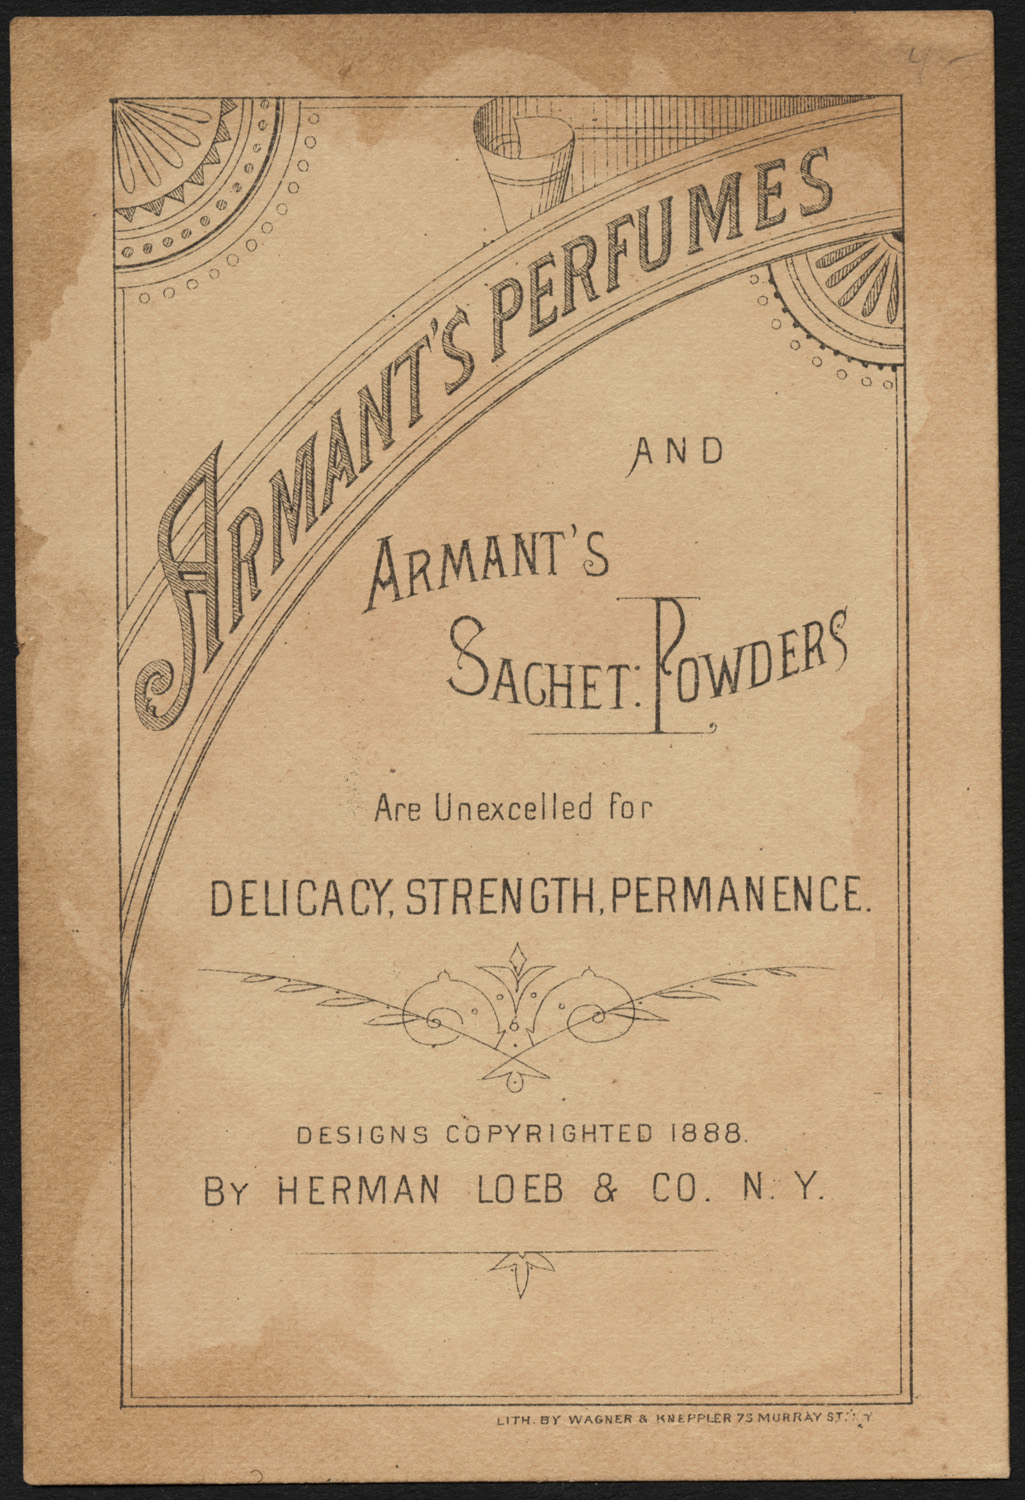 ARMANT'S PERFUMES
AND
ARMANT'S
SACHET: POWDERS
Are Unexcelled for
DELICACY, STRENGTH, PERMANENCE.
DESIGNS COPYRIGHTED 1888.
BY HERMAN LOEB & CO. N. Y.
LITH. BY WAGNER & KNEPPLER 75 MURRAY ST.